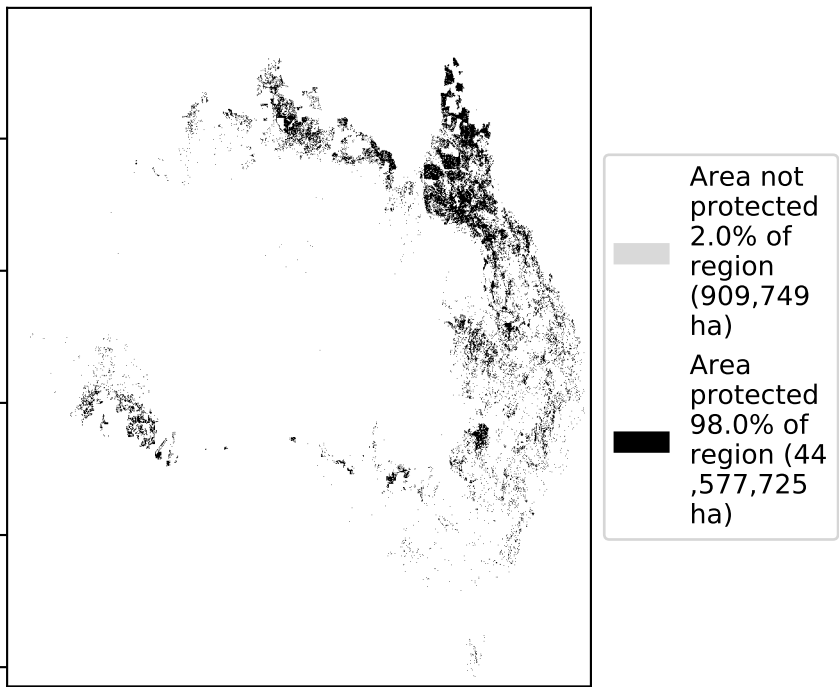 Area not
protected
2.0% of
region
(909,749
ha)
Area
protected
98.0% of
region (44
,577,725
ha)